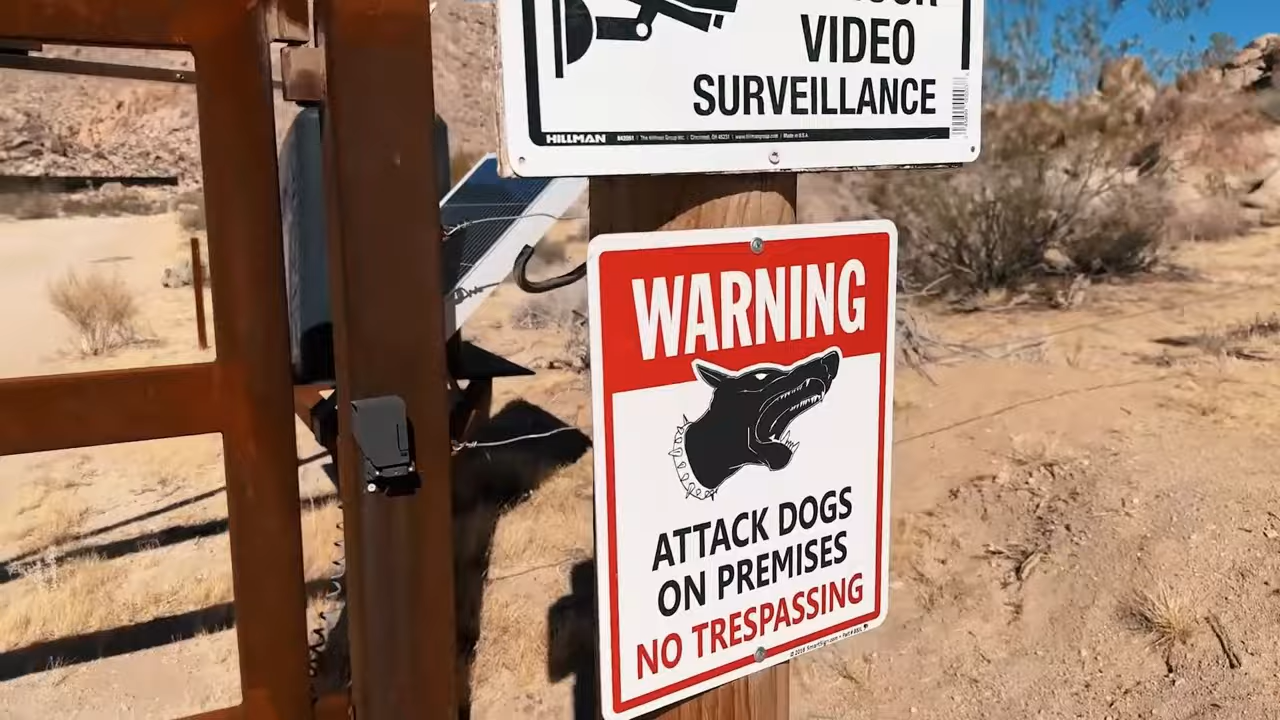 VIDEO
SURVEILLANCE
HILLMAN
WARNING
ATTACK DOGS
ON PREMISES
NO TRESPASSING